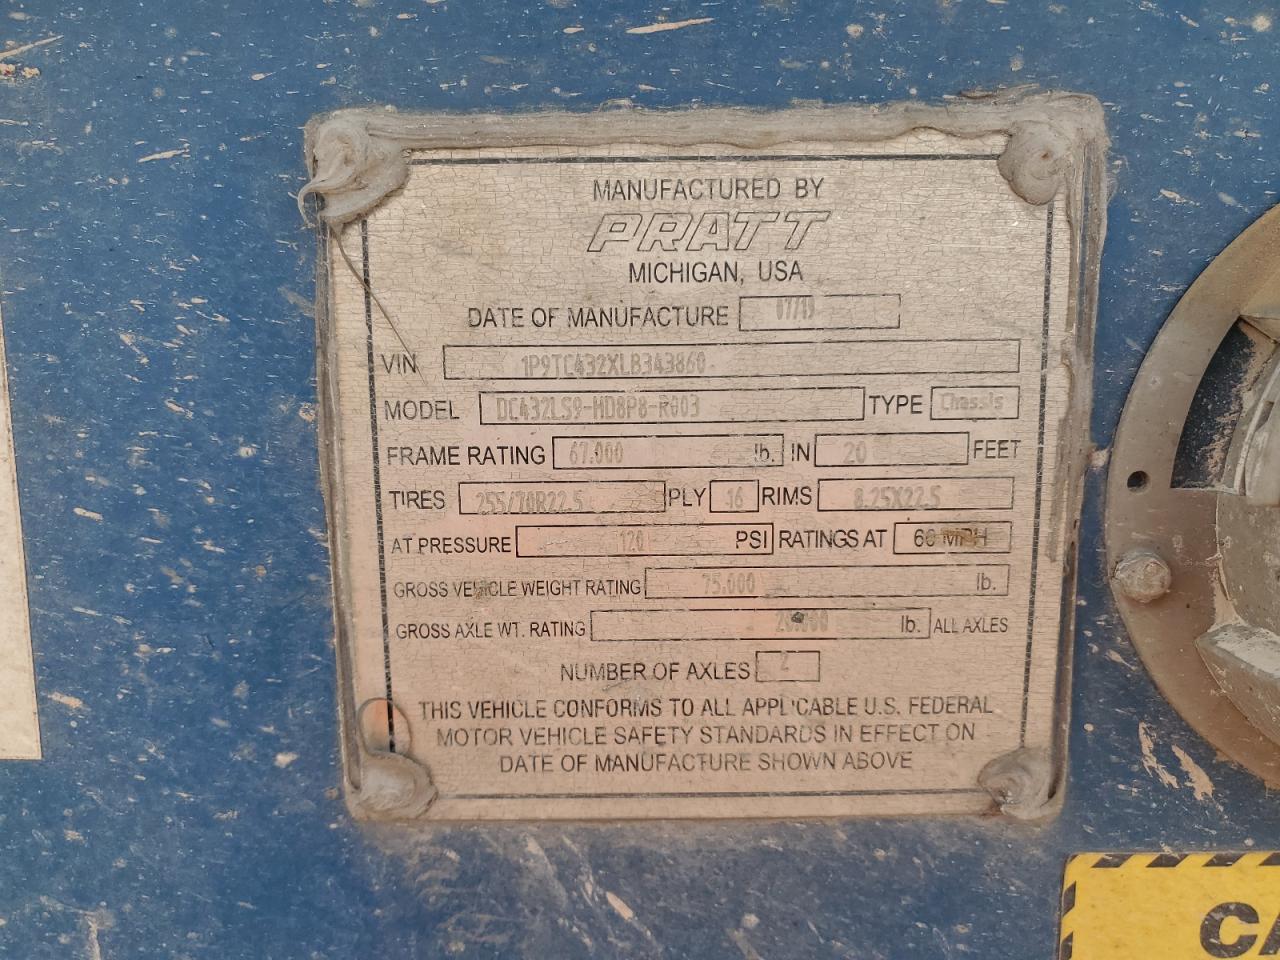 MANUFACTURED BY
PRATT
MICHIGAN, USA
DATE OF MANUFACTURE 07/19
VIN 1P9TC432XLB343860
MODEL DC432LS9-HD8P8-R003 TYPE Chassis
FRAME RATING 67.000 lb. IN 20 FEET
TIRES 255/70R22.5 PLY 16 RIMS 8.25X22.5
AT PRESSURE 120 PSI RATINGS AT 60 MPH
GROSS VEHICLE WEIGHT RATING 75.000 lb.
GROSS AXLE WT. RATING lb. ALL AXLES
NUMBER OF AXLES 2
THIS VEHICLE CONFORMS TO ALL APPLICABLE U.S. FEDERAL
MOTOR VEHICLE SAFETY STANDARDS IN EFFECT ON
DATE OF MANUFACTURE SHOWN ABOVE